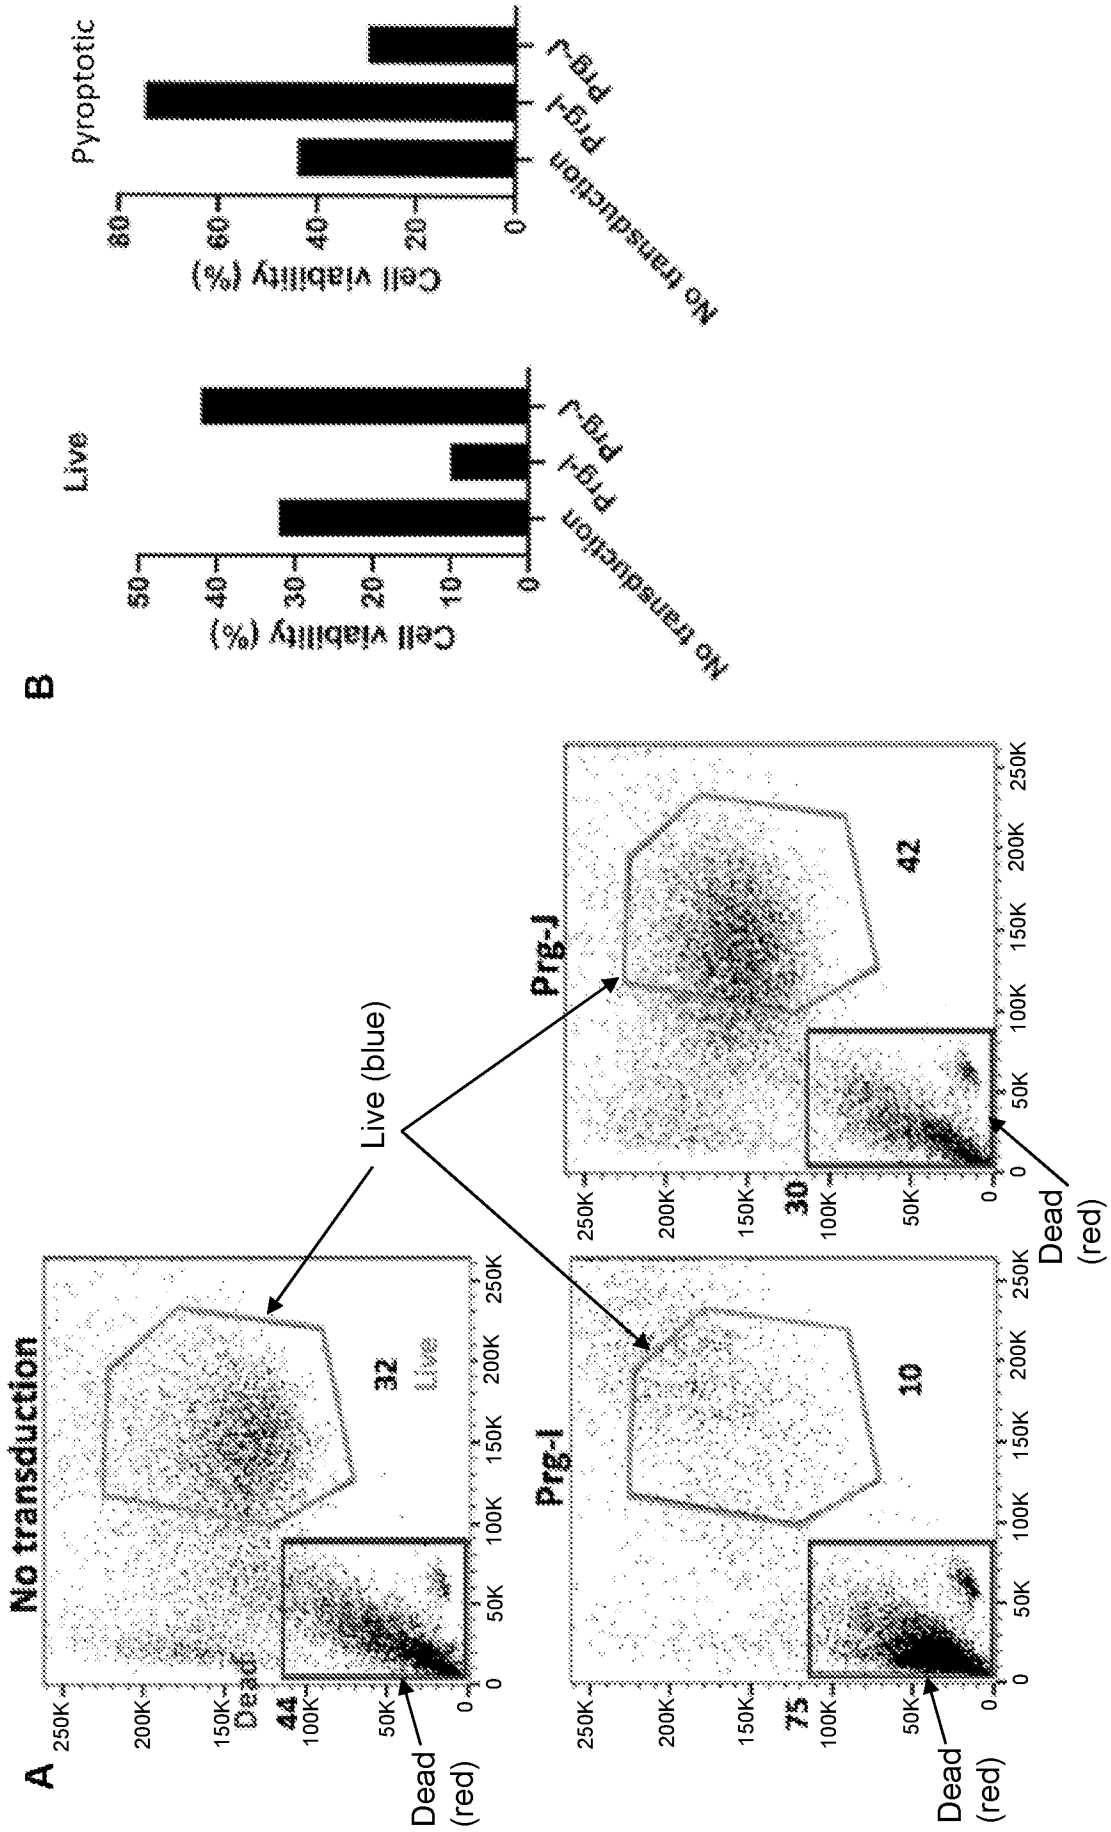 A
No transduction
250K
200K
150K
100K
50K
0
Dead
44
32
Live
0
50K
100K
150K
200K
250K
Dead
(red)
Live (blue)
Prg-I
250K
200K
150K
100K
50K
0
75
10
0
50K
100K
150K
200K
250K
Dead
(red)
Prg-J
250K
200K
150K
100K
50K
0
30
42
0
50K
100K
150K
200K
250K
Dead
(red)
B
Live
Cell viability (%)
50
40
30
20
10
0
No transduction
Prg-I
Prg-J
Pyroptotic
Cell viability (%)
80
60
40
20
0
No transduction
Prg-I
Prg-J